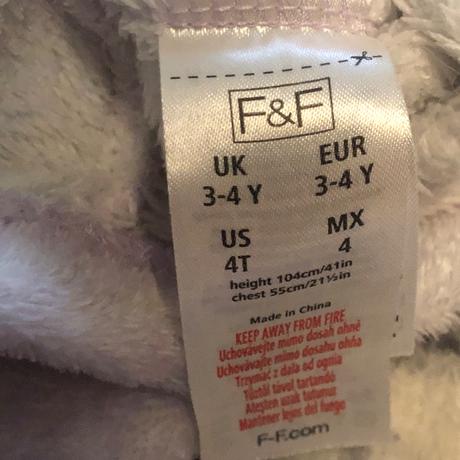 F&F
UK EUR
3-4 Y 3-4 Y
US MX
4T 4
height 104cm/41in
chest 55cm/21½in
Made in China
KEEP AWAY FROM FIRE
Uchovávejte mimo dosah ohně
Uchovávajte mimo dosahu ohňa
Trzymać z dala od ognia
Tűztől távol tartandó
Ateşten uzak tutunuz
Mantener lejos del fuego
F-F.com